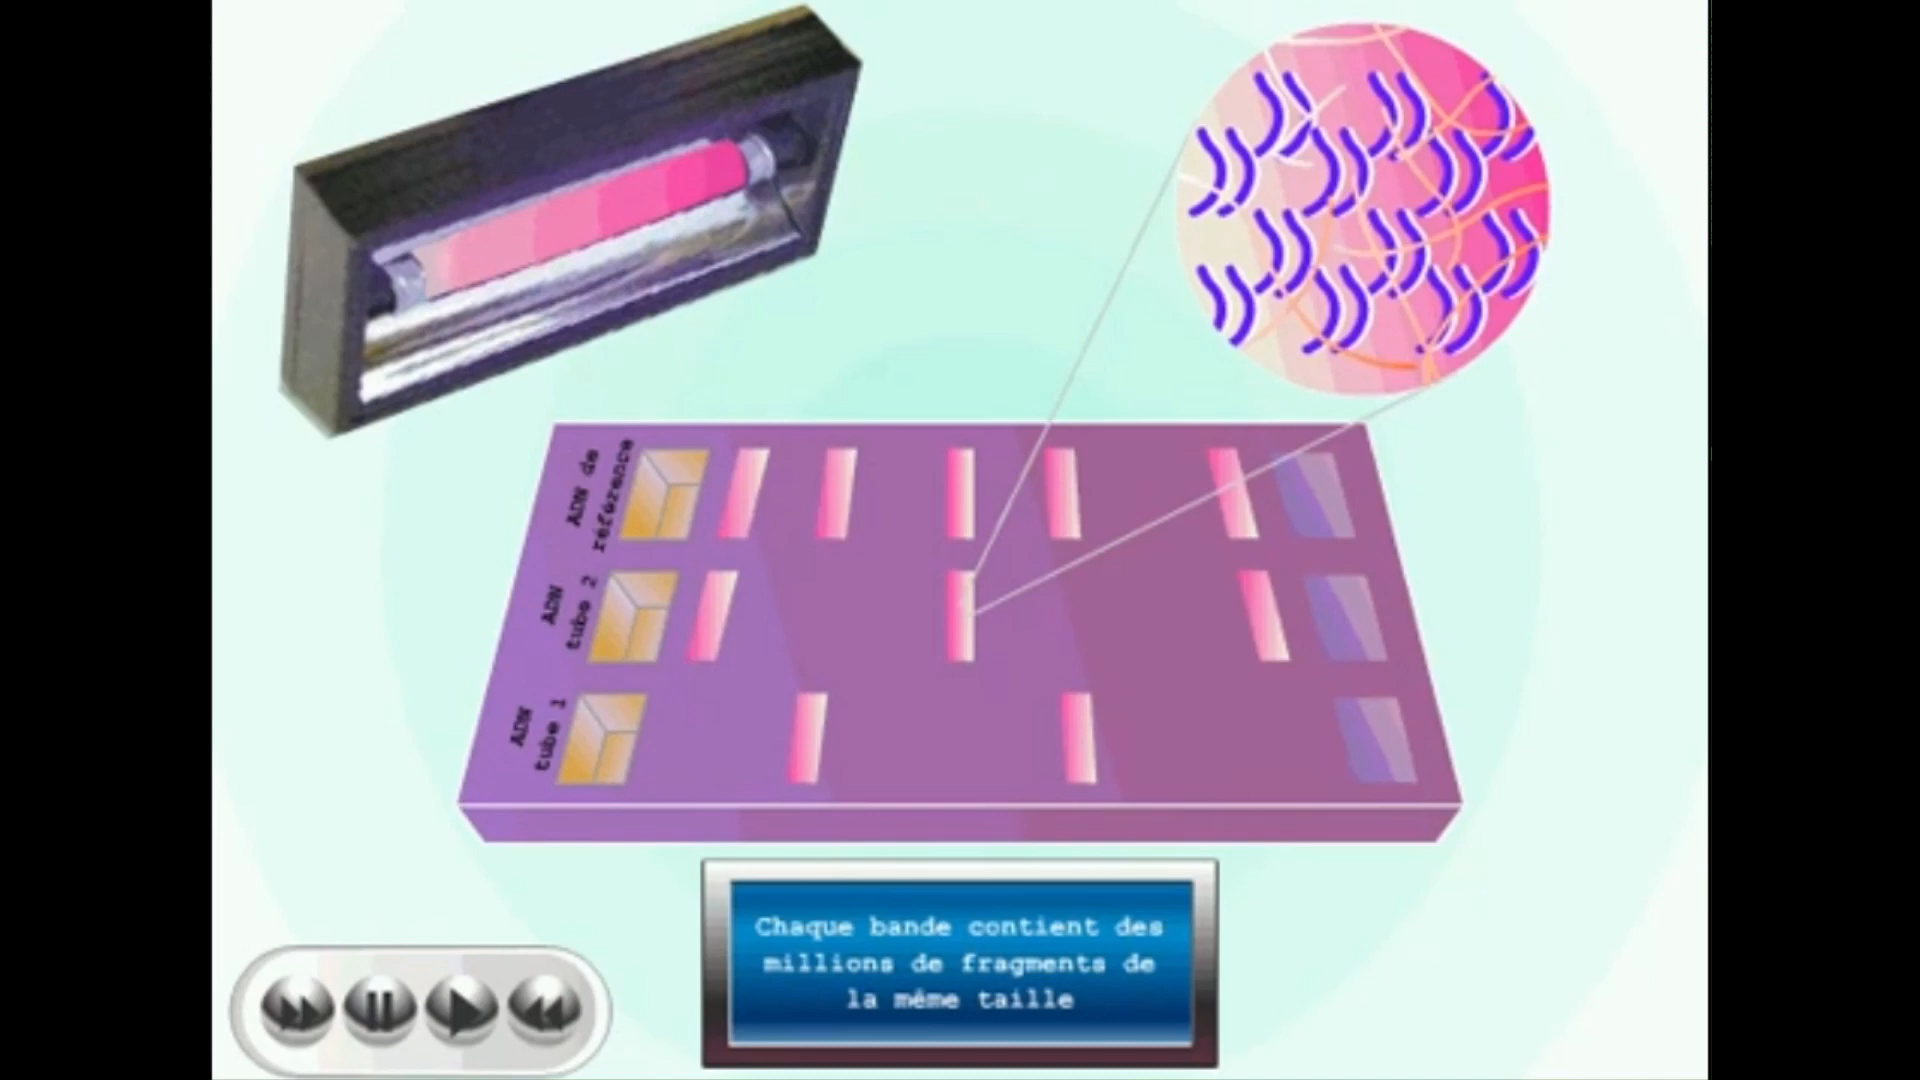 ADN de
référence
ADN
tube 2
ADN
tube 1
Chaque bande contient des
millions de fragments de
la même taille